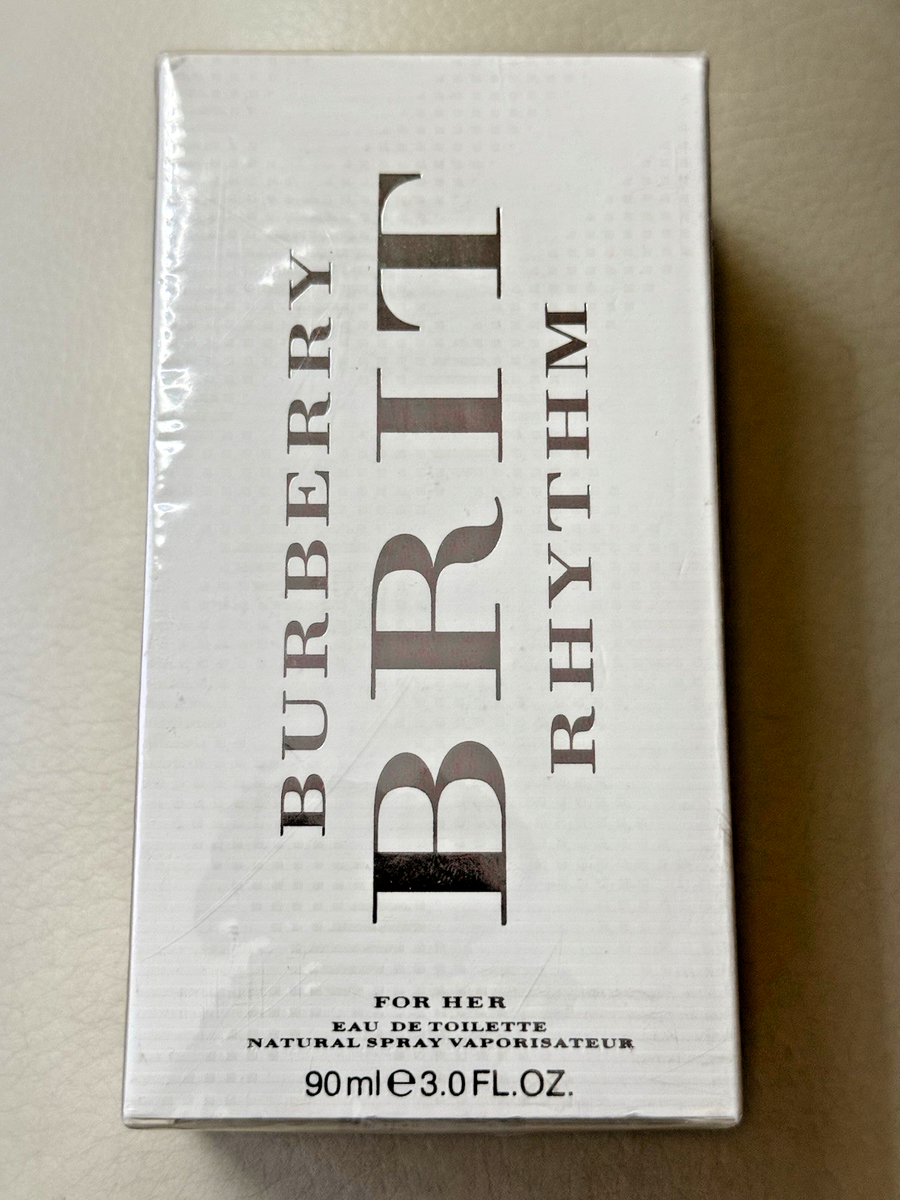 BURBERRY
BRIT
RHYTHM
FOR HER
EAU DE TOILETTE
NATURAL SPRAY VAPORISATEUR
90ml℮3.0FL.OZ.